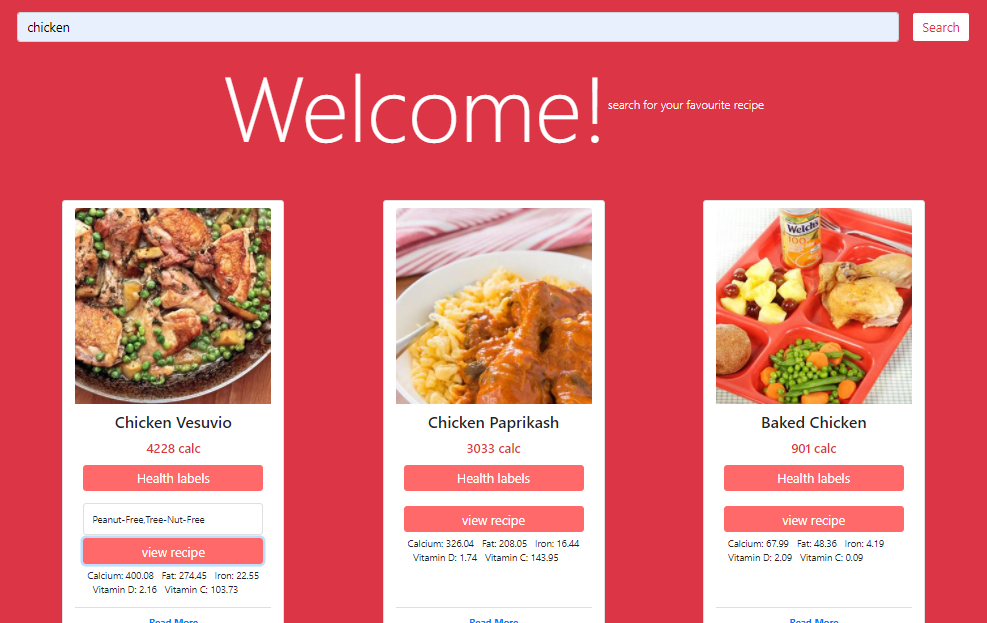 chicken
Search
Welcome!
search for your favourite recipe
Welch's
100
Chicken Vesuvio
4228 calc
Health labels
Peanut-Free,Tree-Nut-Free
view recipe
Calcium: 400.08 Fat: 274.45 Iron: 22.55
Vitamin D: 2.16 Vitamin C: 103.73
Read More
Chicken Paprikash
3033 calc
Health labels
view recipe
Calcium: 326.04 Fat: 208.05 Iron: 16.44
Vitamin D: 1.74 Vitamin C: 143.95
Read More
Baked Chicken
901 calc
Health labels
view recipe
Calcium: 67.99 Fat: 48.36 Iron: 4.19
Vitamin D: 2.09 Vitamin C: 0.09
Read More